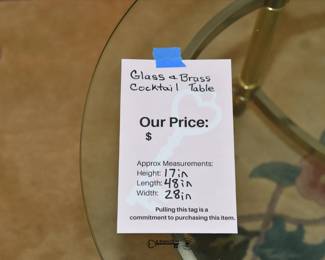 Glass & Brass
Cocktail Table
Our Price:
$
Approx Measurements:
Height: 17in
Length: 48in
Width: 28in
Pulling this tag is a
commitment to purchasing this item.